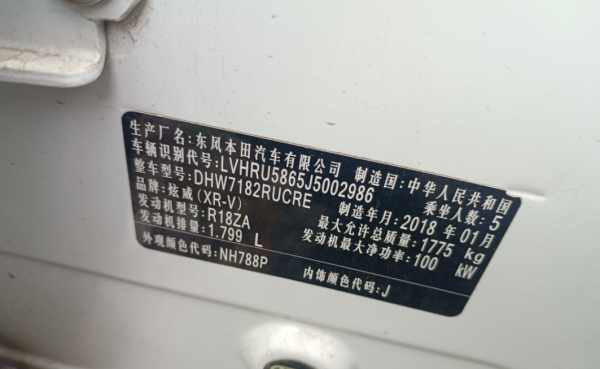 生产厂名:东风本田汽车有限公司 制造国:中华人民共和国
车辆识别代号:LVHRU5865J5002986 乘坐人数:5
整车型号:DHW7182RUCRE 制造年月:2018 年 01月
品牌:炫威(XR-V) 最大允许总质量:1775 kg
发动机型号:R18ZA 发动机最大净功率:100 kW
发动机排量:1.799 L
外观颜色代码:NH788P 内饰颜色代码:J